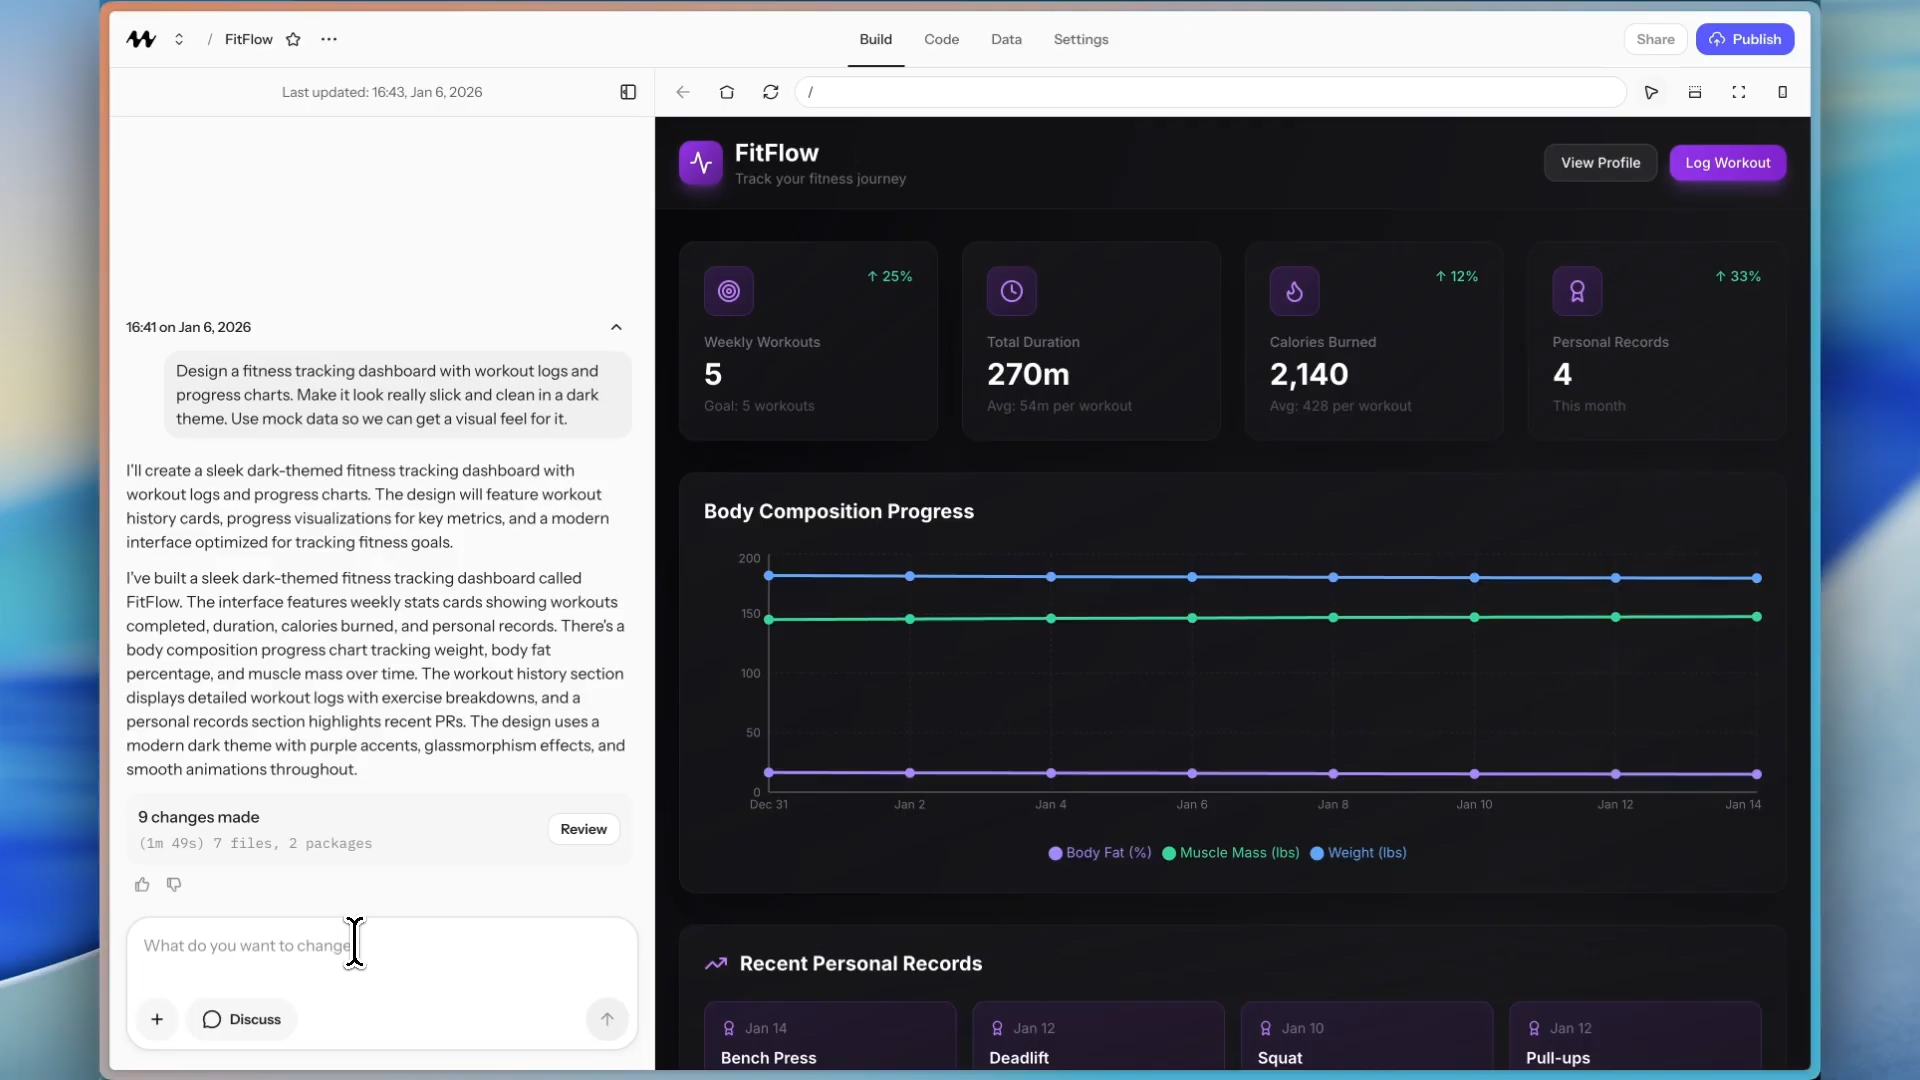 / FitFlow
Build Code Data Settings
Share Publish
Last updated: 16:43, Jan 6, 2026
/
16:41 on Jan 6, 2026
Design a fitness tracking dashboard with workout logs and
progress charts. Make it look really slick and clean in a dark
theme. Use mock data so we can get a visual feel for it.
I'll create a sleek dark-themed fitness tracking dashboard with
workout logs and progress charts. The design will feature workout
history cards, progress visualizations for key metrics, and a modern
interface optimized for tracking fitness goals.
I've built a sleek dark-themed fitness tracking dashboard called
FitFlow. The interface features weekly stats cards showing workouts
completed, duration, calories burned, and personal records. There's a
body composition progress chart tracking weight, body fat
percentage, and muscle mass over time. The workout history section
displays detailed workout logs with exercise breakdowns, and a
personal records section highlights recent PRs. The design uses a
modern dark theme with purple accents, glassmorphism effects, and
smooth animations throughout.
9 changes made
(1m 49s) 7 files, 2 packages
Review
What do you want to change
Discuss
FitFlow
Track your fitness journey
View Profile
Log Workout
↑ 25%
Weekly Workouts
5
Goal: 5 workouts
Total Duration
270m
Avg: 54m per workout
↑ 12%
Calories Burned
2,140
Avg: 428 per workout
↑ 33%
Personal Records
4
This month
Body Composition Progress
200
150
100
50
0
Dec 31 Jan 2 Jan 4 Jan 6 Jan 8 Jan 10 Jan 12 Jan 14
Body Fat (%) Muscle Mass (lbs) Weight (lbs)
Recent Personal Records
Jan 14
Bench Press
Jan 12
Deadlift
Jan 10
Squat
Jan 12
Pull-ups